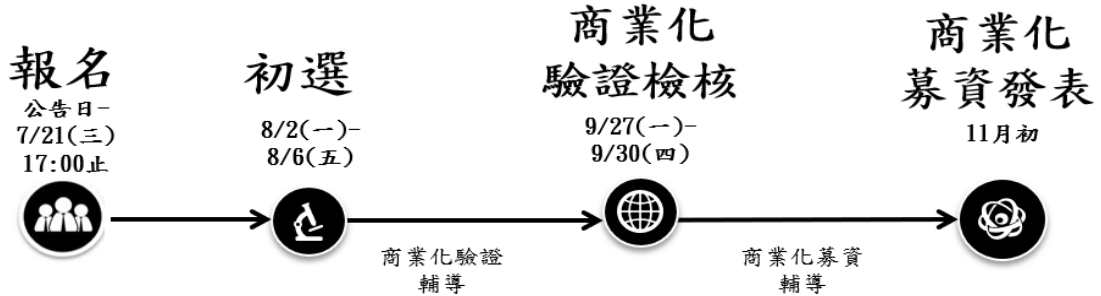 報名
公告日-
7/21(三)
17:00止
初選
8/2(一)-
8/6(五)
商業化
驗證檢核
9/27(一)-
9/30(四)
商業化
募資發表
11月初
商業化驗證
輔導
商業化募資
輔導